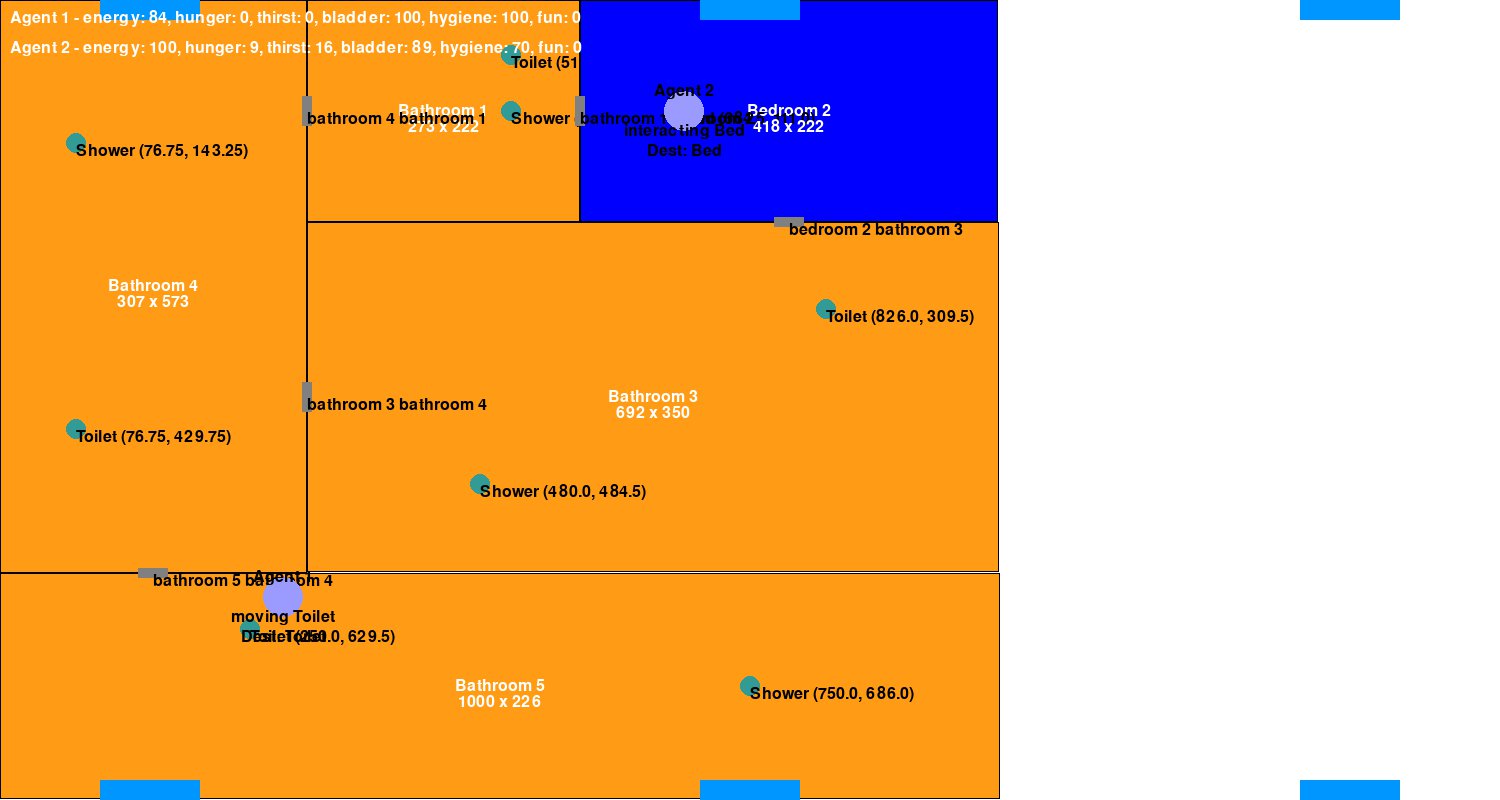 Agent 1 - energy: 84, hunger: 0, thirst: 0, bladder: 100, hygiene: 100, fun: 0
Agent 2 - energy: 100, hunger: 9, thirst: 16, bladder: 89, hygiene: 70, fun: 0
Toilet (51
Agent 2
Bathroom 1
273 x 222
bathroom 4 bathroom 1
Shower
bathroom 1
Bedroom 2
418 x 222
interacting Bed
Dest: Bed
Shower (76.75, 143.25)
bedroom 2 bathroom 3
Bathroom 4
307 x 573
Toilet (826.0, 309.5)
Bathroom 3
692 x 350
bathroom 3 bathroom 4
Toilet (76.75, 429.75)
Shower (480.0, 484.5)
Agent 1
bathroom 5 bathroom 4
moving Toilet
Dest: Toilet
Toilet (250.0, 629.5)
Bathroom 5
1000 x 226
Shower (750.0, 686.0)